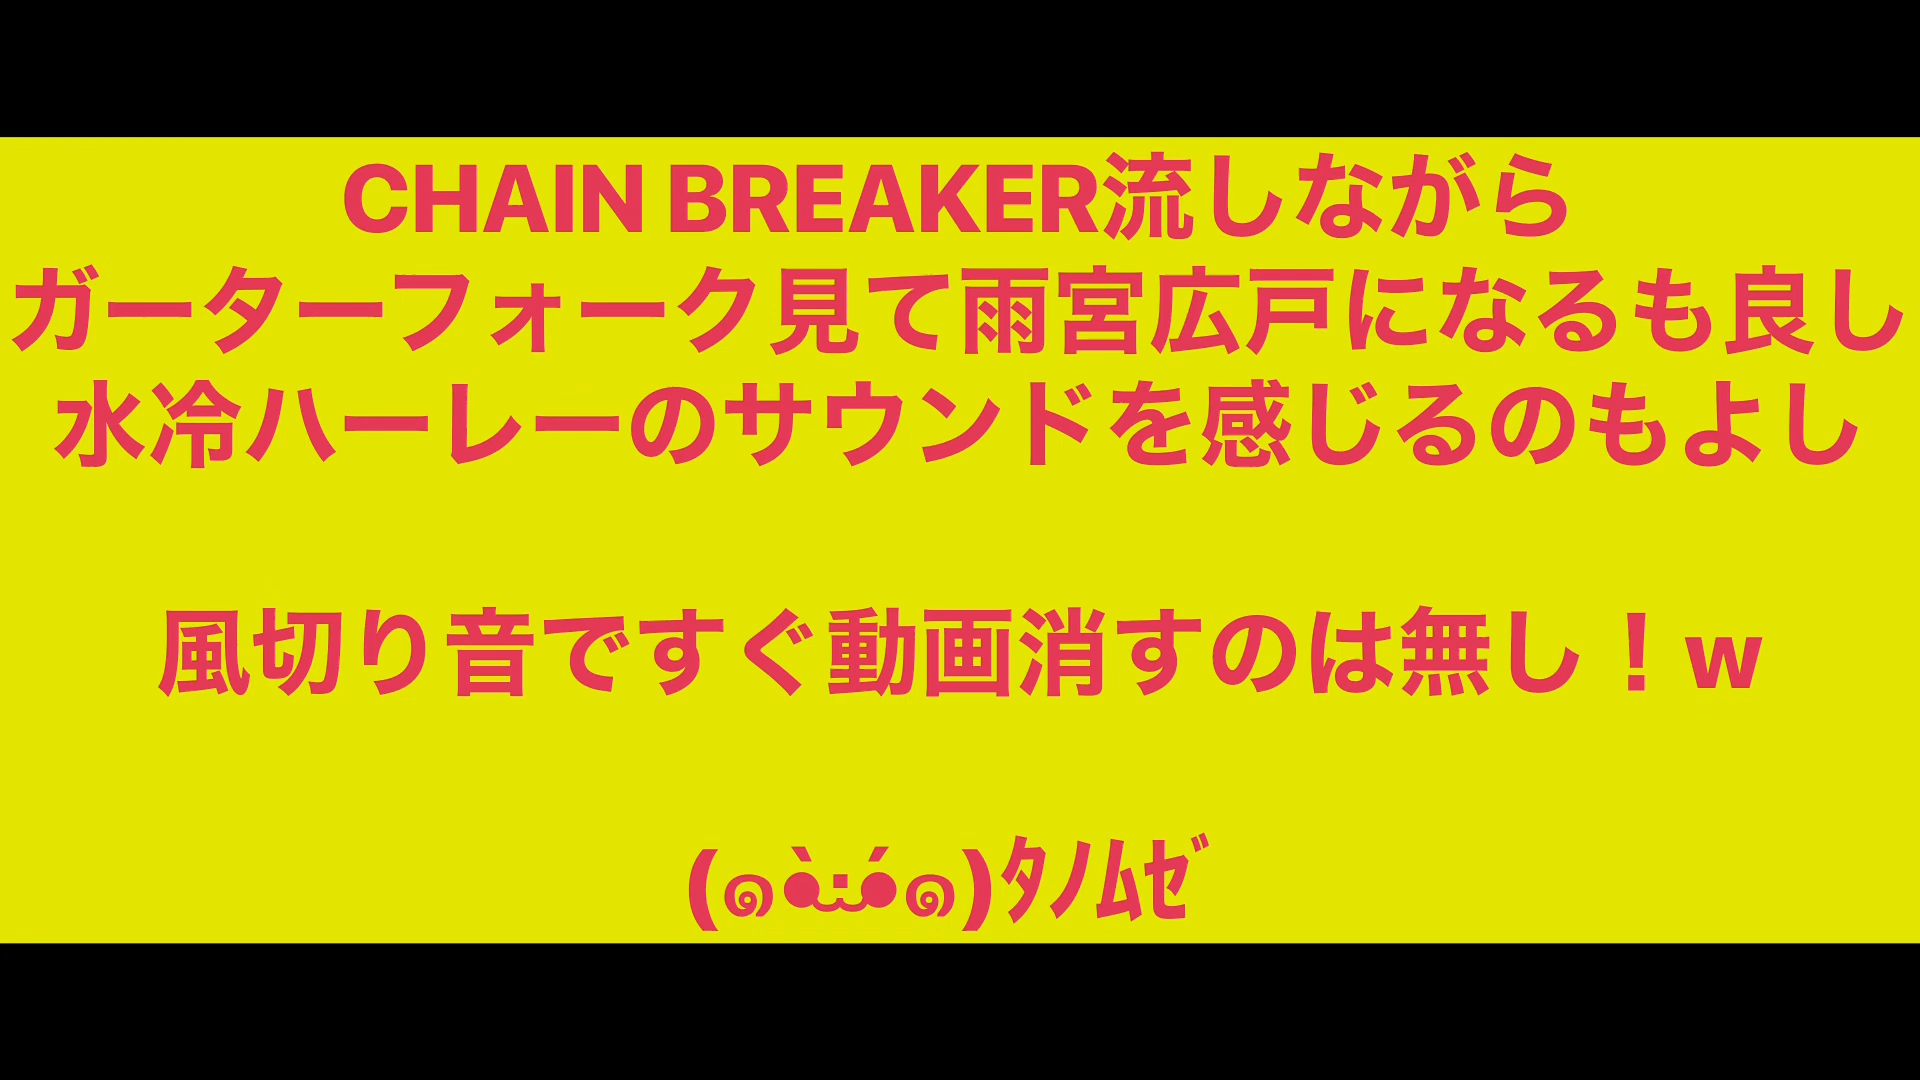 CHAIN BREAKER流しながら
ガーターフォーク見て雨宮広戸になるも良し
水冷ハーレーのサウンドを感じるのもよし
風切り音ですぐ動画消すのは無し！w
(๑•̀ㅂ•́๑)ﾀﾉﾑｾﾞ